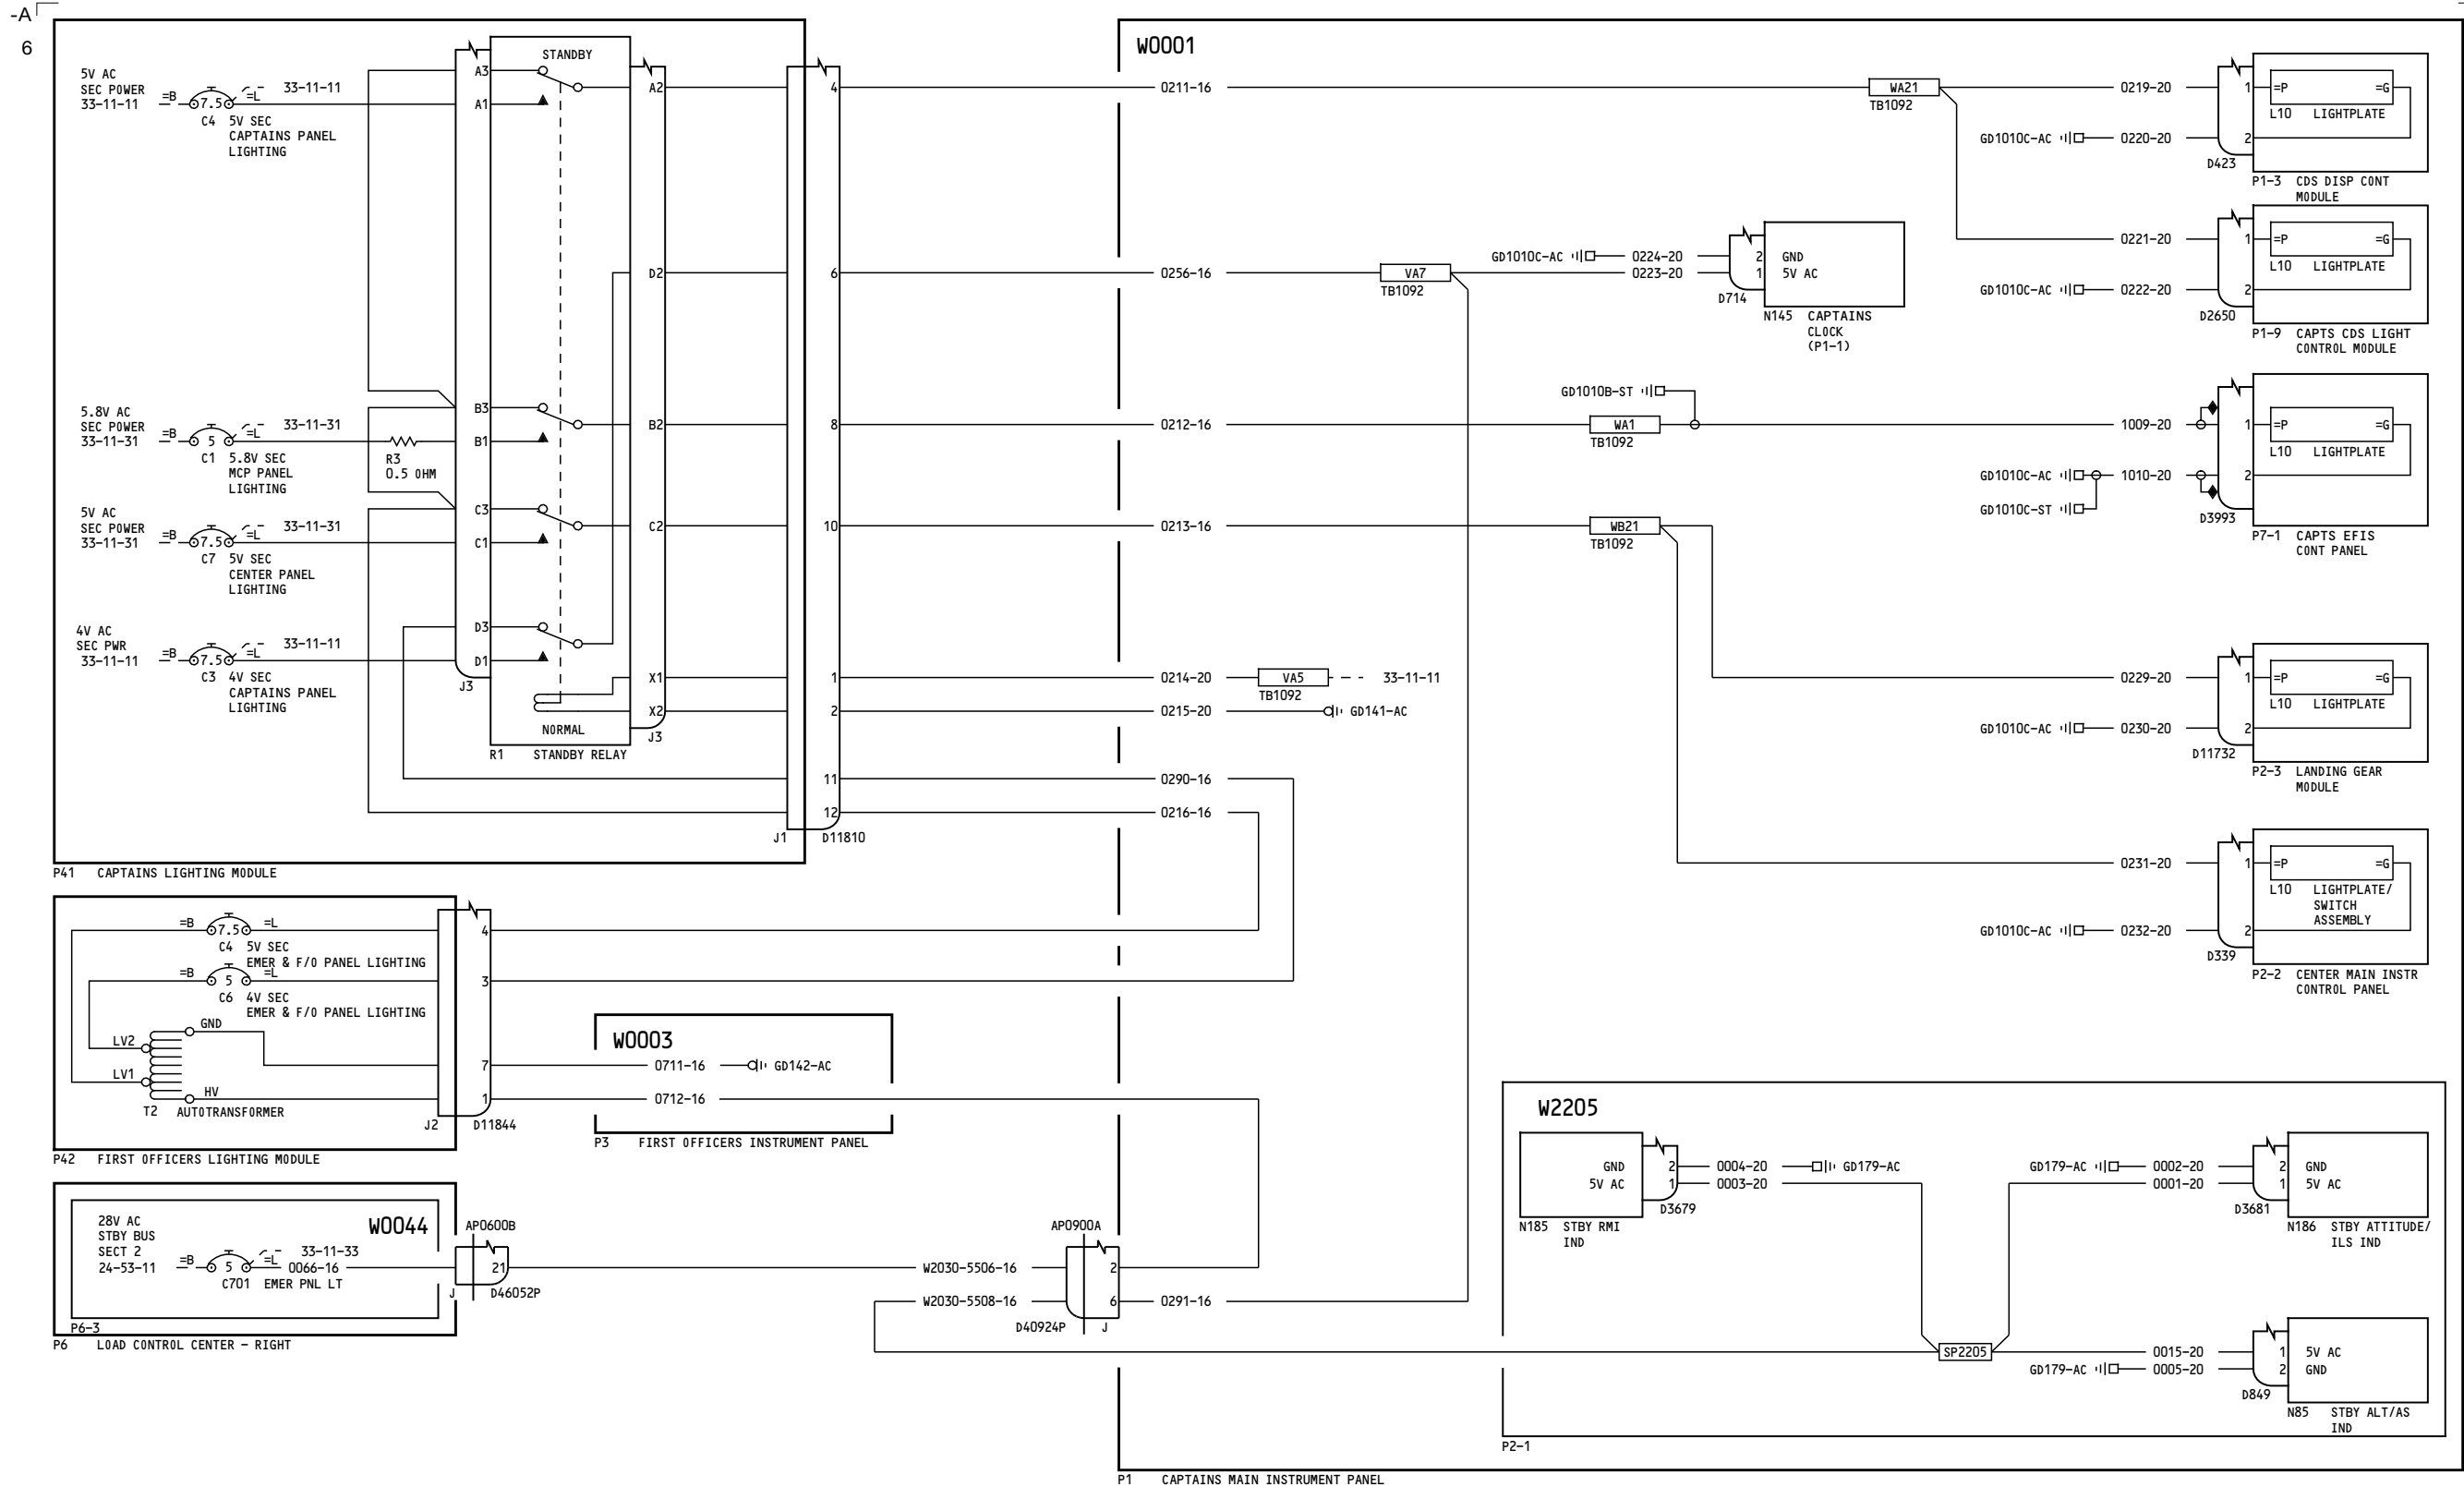 -A
6
5V AC
SEC POWER
33-11-11
=B
7.5
=L
33-11-11
C4 5V SEC
CAPTAINS PANEL
LIGHTING
5.8V AC
SEC POWER
33-11-31
=B
5
=L
33-11-31
C1 5.8V SEC
MCP PANEL
LIGHTING
R3
0.5 OHM
5V AC
SEC POWER
33-11-31
=B
7.5
=L
33-11-31
C7 5V SEC
CENTER PANEL
LIGHTING
4V AC
SEC PWR
33-11-11
=B
7.5
=L
33-11-11
C3 4V SEC
CAPTAINS PANEL
LIGHTING
STANDBY
A3
A1
B3
B1
C3
C1
D3
D1
J3
A2
D2
B2
C2
X1
X2
J3
NORMAL
R1 STANDBY RELAY
4
6
8
10
1
2
11
12
J1
D11810
P41 CAPTAINS LIGHTING MODULE
=B
7.5
=L
C4 5V SEC
EMER & F/O PANEL LIGHTING
=B
5
=L
C6 4V SEC
EMER & F/O PANEL LIGHTING
GND
LV2
LV1
HV
T2 AUTOTRANSFORMER
4
3
7
1
J2
D11844
P42 FIRST OFFICERS LIGHTING MODULE
W0003
0711-16
GD142-AC
0712-16
P3 FIRST OFFICERS INSTRUMENT PANEL
28V AC
STBY BUS
SECT 2
24-53-11
W0044
=B
5
=L
33-11-33
0066-16
C701 EMER PNL LT
P6-3
P6 LOAD CONTROL CENTER - RIGHT
AP0600B
21
J
D46052P
W2030-5506-16
W2030-5508-16
AP0900A
2
6
D40924P
J
0291-16
W0001
0211-16
WA21
TB1092
0219-20
GD1010C-AC
0220-20
1
2
D423
=P
=G
L10 LIGHTPLATE
P1-3 CDS DISP CONT
MODULE
0221-20
GD1010C-AC
0222-20
1
2
D2650
=P
=G
L10 LIGHTPLATE
P1-9 CAPTS CDS LIGHT
CONTROL MODULE
0256-16
VA7
TB1092
GD1010C-AC
0224-20
0223-20
2
1
D714
GND
5V AC
N145 CAPTAINS
CLOCK
(P1-1)
GD1010B-ST
0212-16
WA1
TB1092
1009-20
GD1010C-AC
1010-20
GD1010C-ST
1
2
D3993
=P
=G
L10 LIGHTPLATE
P7-1 CAPTS EFIS
CONT PANEL
0213-16
WB21
TB1092
0214-20
VA5
TB1092
33-11-11
0215-20
GD141-AC
0229-20
GD1010C-AC
0230-20
1
2
D11732
=P
=G
L10 LIGHTPLATE
P2-3 LANDING GEAR
MODULE
0290-16
0216-16
0231-20
GD1010C-AC
0232-20
1
2
D339
=P
=G
L10 LIGHTPLATE/
SWITCH
ASSEMBLY
P2-2 CENTER MAIN INSTR
CONTROL PANEL
W2205
GND
5V AC
2
1
0004-20
0003-20
GD179-AC
D3679
N185 STBY RMI
IND
GD179-AC
0002-20
0001-20
2
1
GND
5V AC
D3681
N186 STBY ATTITUDE/
ILS IND
SP2205
0015-20
GD179-AC
0005-20
1
2
5V AC
GND
D849
N85 STBY ALT/AS
IND
P2-1
P1 CAPTAINS MAIN INSTRUMENT PANEL